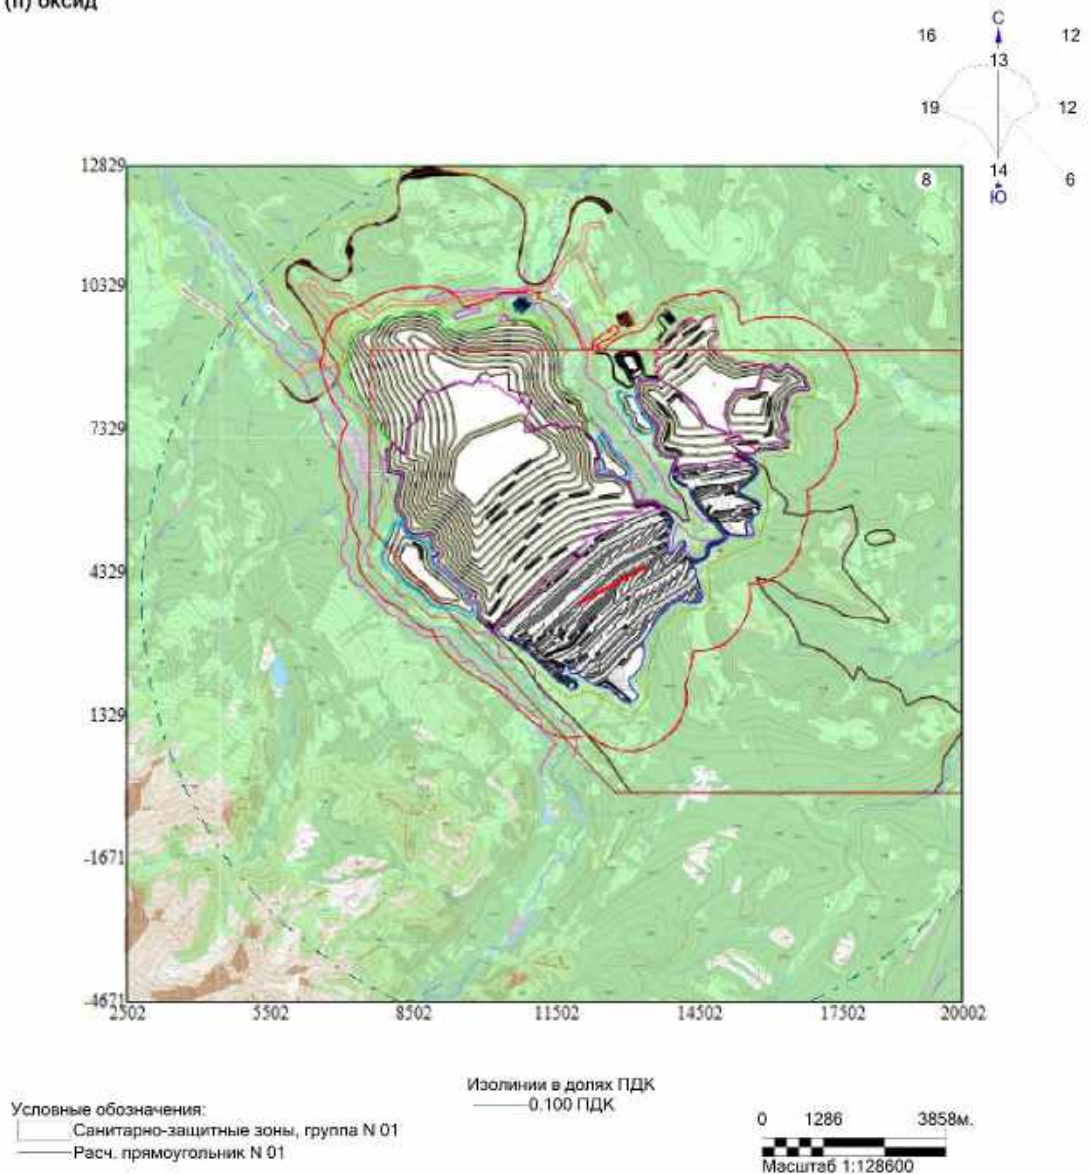 (II) оксид
С
16 12
13
19 12
14
8 6
Ю
12829
10329
7329
4329
1329
-1671
-4621
2502 5502 8502 11502 14502 17502 20002
Изолинии в долях ПДК
0.100 ПДК
Условные обозначения:
Санитарно-защитные зоны, группа N 01
Расч. прямоугольник N 01
0 1286 3858м.
Масштаб 1:128600